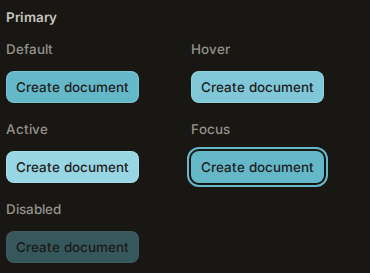 Primary
Default
Hover
Create document
Create document
Active
Focus
Create document
Create document
Disabled
Create document